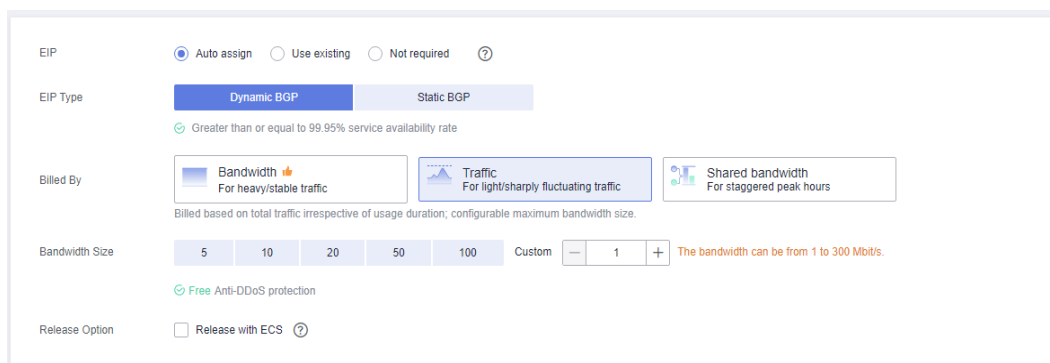 EIP Auto assign Use existing Not required ?
EIP Type Dynamic BGP Static BGP
Greater than or equal to 99.95% service availability rate
Billed By
Bandwidth
For heavy/stable traffic
Traffic
For light/sharply fluctuating traffic
Shared bandwidth
For staggered peak hours
Billed based on total traffic irrespective of usage duration; configurable maximum bandwidth size.
Bandwidth Size 5 10 20 50 100 Custom — 1 + The bandwidth can be from 1 to 300 Mbit/s.
Free Anti-DDoS protection
Release Option Release with ECS ?